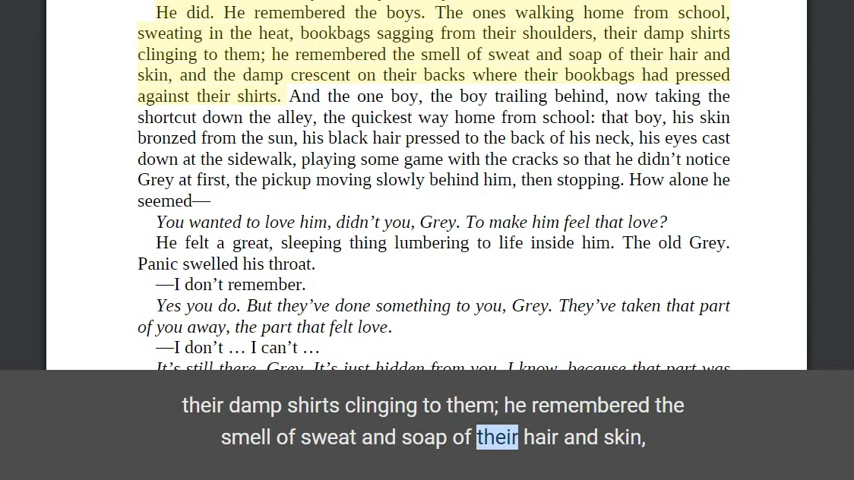 He did. He remembered the boys. The ones walking home from school,
sweating in the heat, bookbags sagging from their shoulders, their damp shirts
clinging to them; he remembered the smell of sweat and soap of their hair and
skin, and the damp crescent on their backs where their bookbags had pressed
against their shirts. And the one boy, the boy trailing behind, now taking the
shortcut down the alley, the quickest way home from school: that boy, his skin
bronzed from the sun, his black hair pressed to the back of his neck, his eyes cast
down at the sidewalk, playing some game with the cracks so that he didn’t notice
Grey at first, the pickup moving slowly behind him, then stopping. How alone he
seemed—
You wanted to love him, didn’t you, Grey. To make him feel that love?
He felt a great, sleeping thing lumbering to life inside him. The old Grey.
Panic swelled his throat.
—I don’t remember.
Yes you do. But they’ve done something to you, Grey. They’ve taken that part
of you away, the part that felt love.
—I don’t … I can’t …
It’s still there, Grey. It’s just hidden from you. I know, because that part was
their damp shirts clinging to them; he remembered the
smell of sweat and soap of their hair and skin,